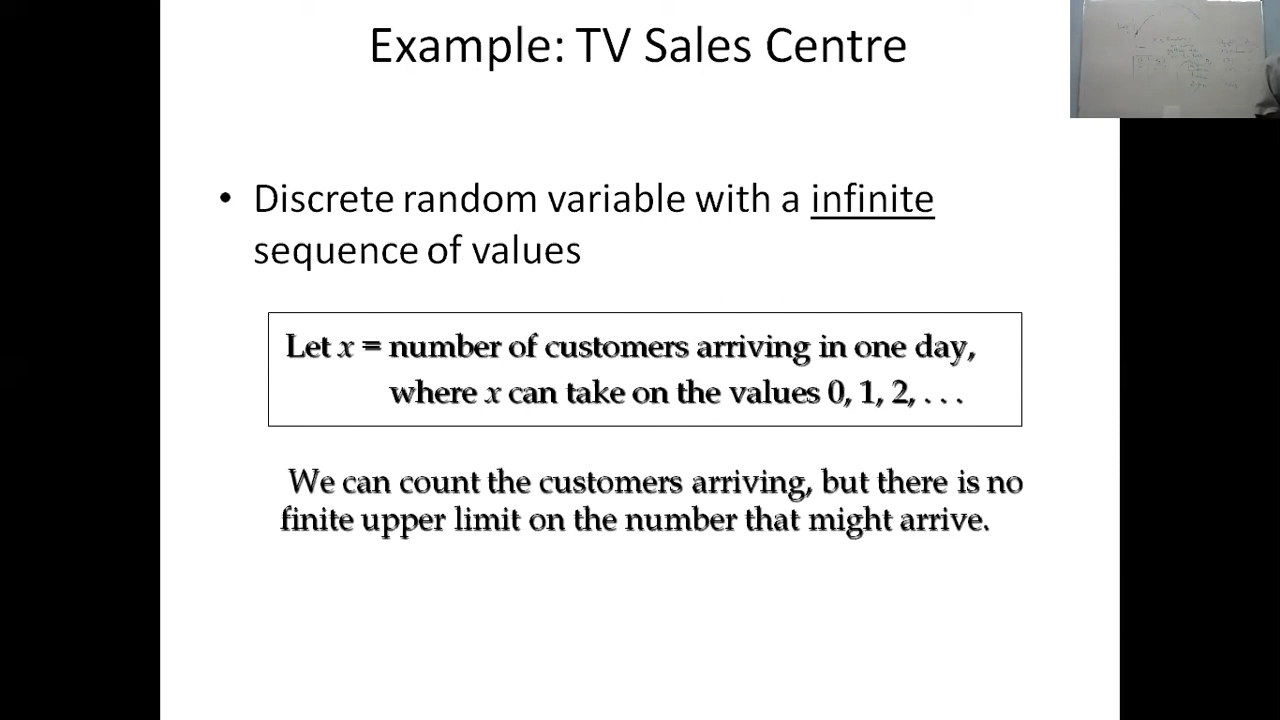 Example: TV Sales Centre
• Discrete random variable with a infinite
sequence of values
Let x = number of customers arriving in one day,
where x can take on the values 0, 1, 2, . . .
We can count the customers arriving, but there is no
finite upper limit on the number that might arrive.